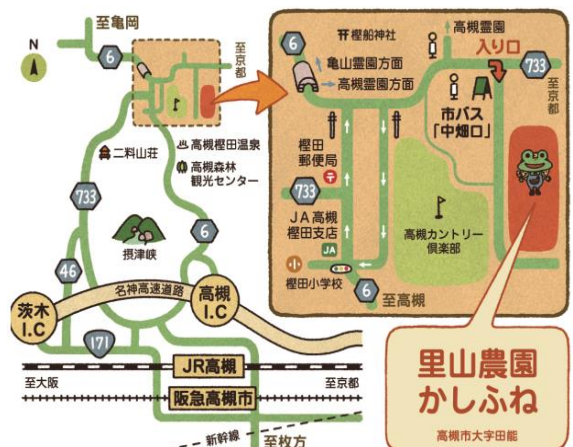 至亀岡
N
6
至京都
二料山荘
高槻樫田温泉
高槻森林
観光センター
733
6
摂津峡
46
名神高速道路
茨木
I.C
高槻
I.C
171
JR高槻
至大阪
至京都
阪急高槻市
新幹線
至枚方
6
樫船神社
高槻霊園
入り口
亀山霊園方面
高槻霊園方面
733
至京都
市バス
「中畑口」
樫田
郵便局
〒
733
JA高槻
樫田支店
JA
高槻カントリー
倶楽部
小
樫田小学校
6
至高槻
里山農園
かしふね
高槻市大字田能